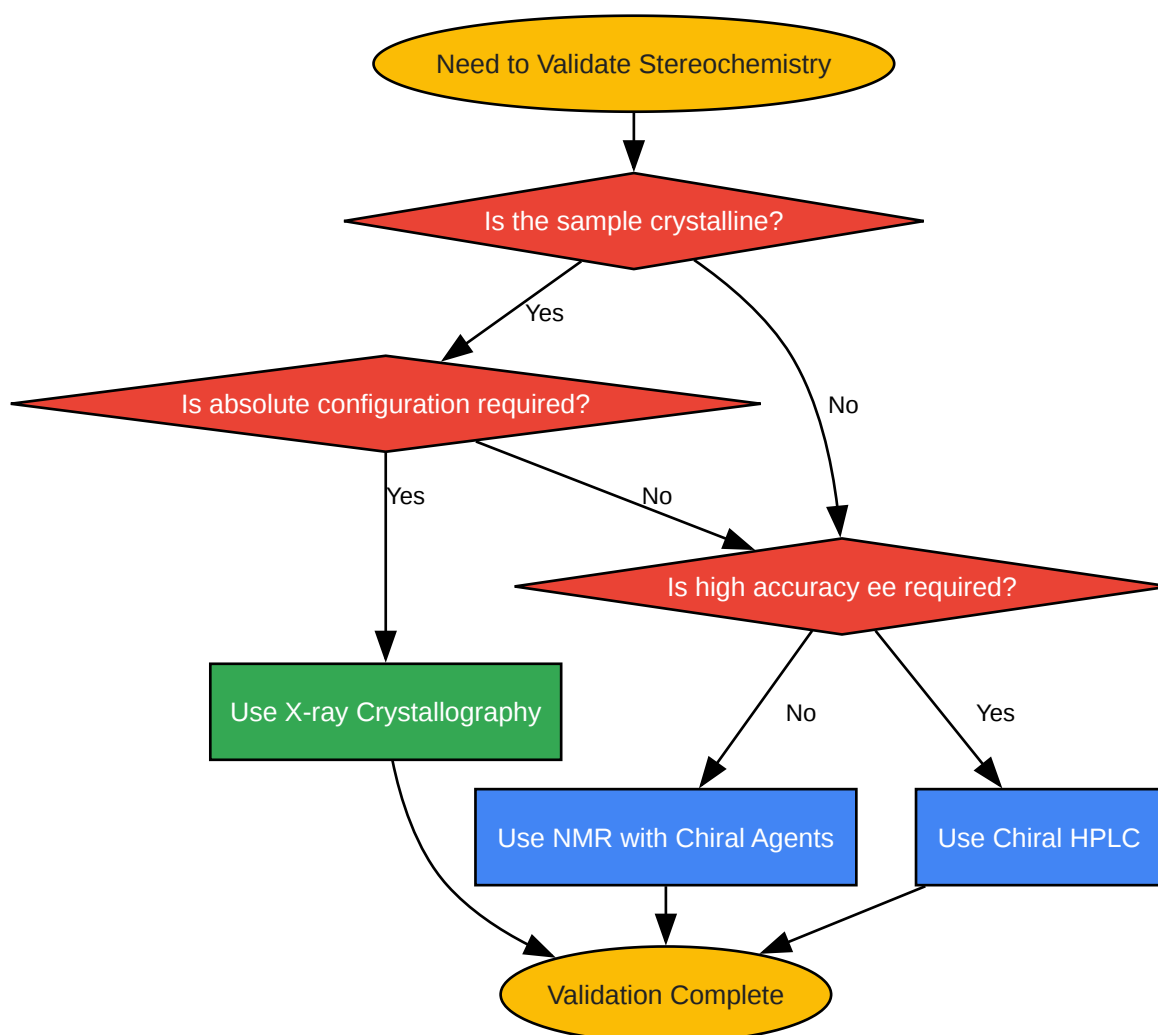 Need to Validate Stereochemistry
Is the sample crystalline?
Yes
Is absolute configuration required?
No
Yes
No
Is high accuracy ee required?
Use X-ray Crystallography
No
Yes
Use NMR with Chiral Agents
Use Chiral HPLC
Validation Complete